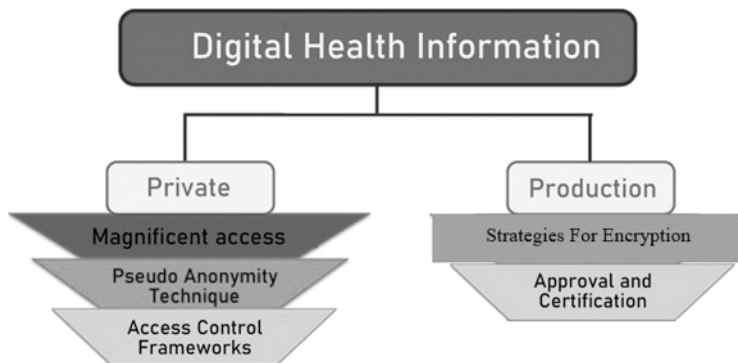 Digital Health Information
Private
Magnificent access
Pseudo Anonymity
Technique
Access Control
Frameworks
Production
Strategies For Encryption
Approval and
Certification